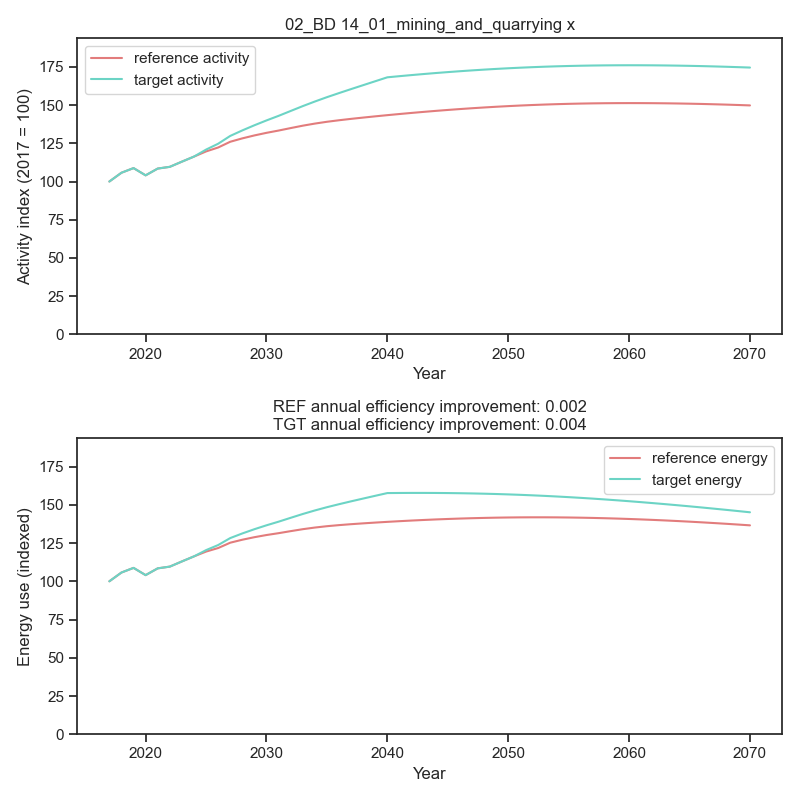 02_BD 14_01_mining_and_quarrying x
reference activity
target activity
Activity index (2017 = 100)
175
150
125
100
75
50
25
0
2020
2030
2040
2050
2060
2070
Year
REF annual efficiency improvement: 0.002
TGT annual efficiency improvement: 0.004
reference energy
target energy
Energy use (indexed)
175
150
125
100
75
50
25
0
2020
2030
2040
2050
2060
2070
Year